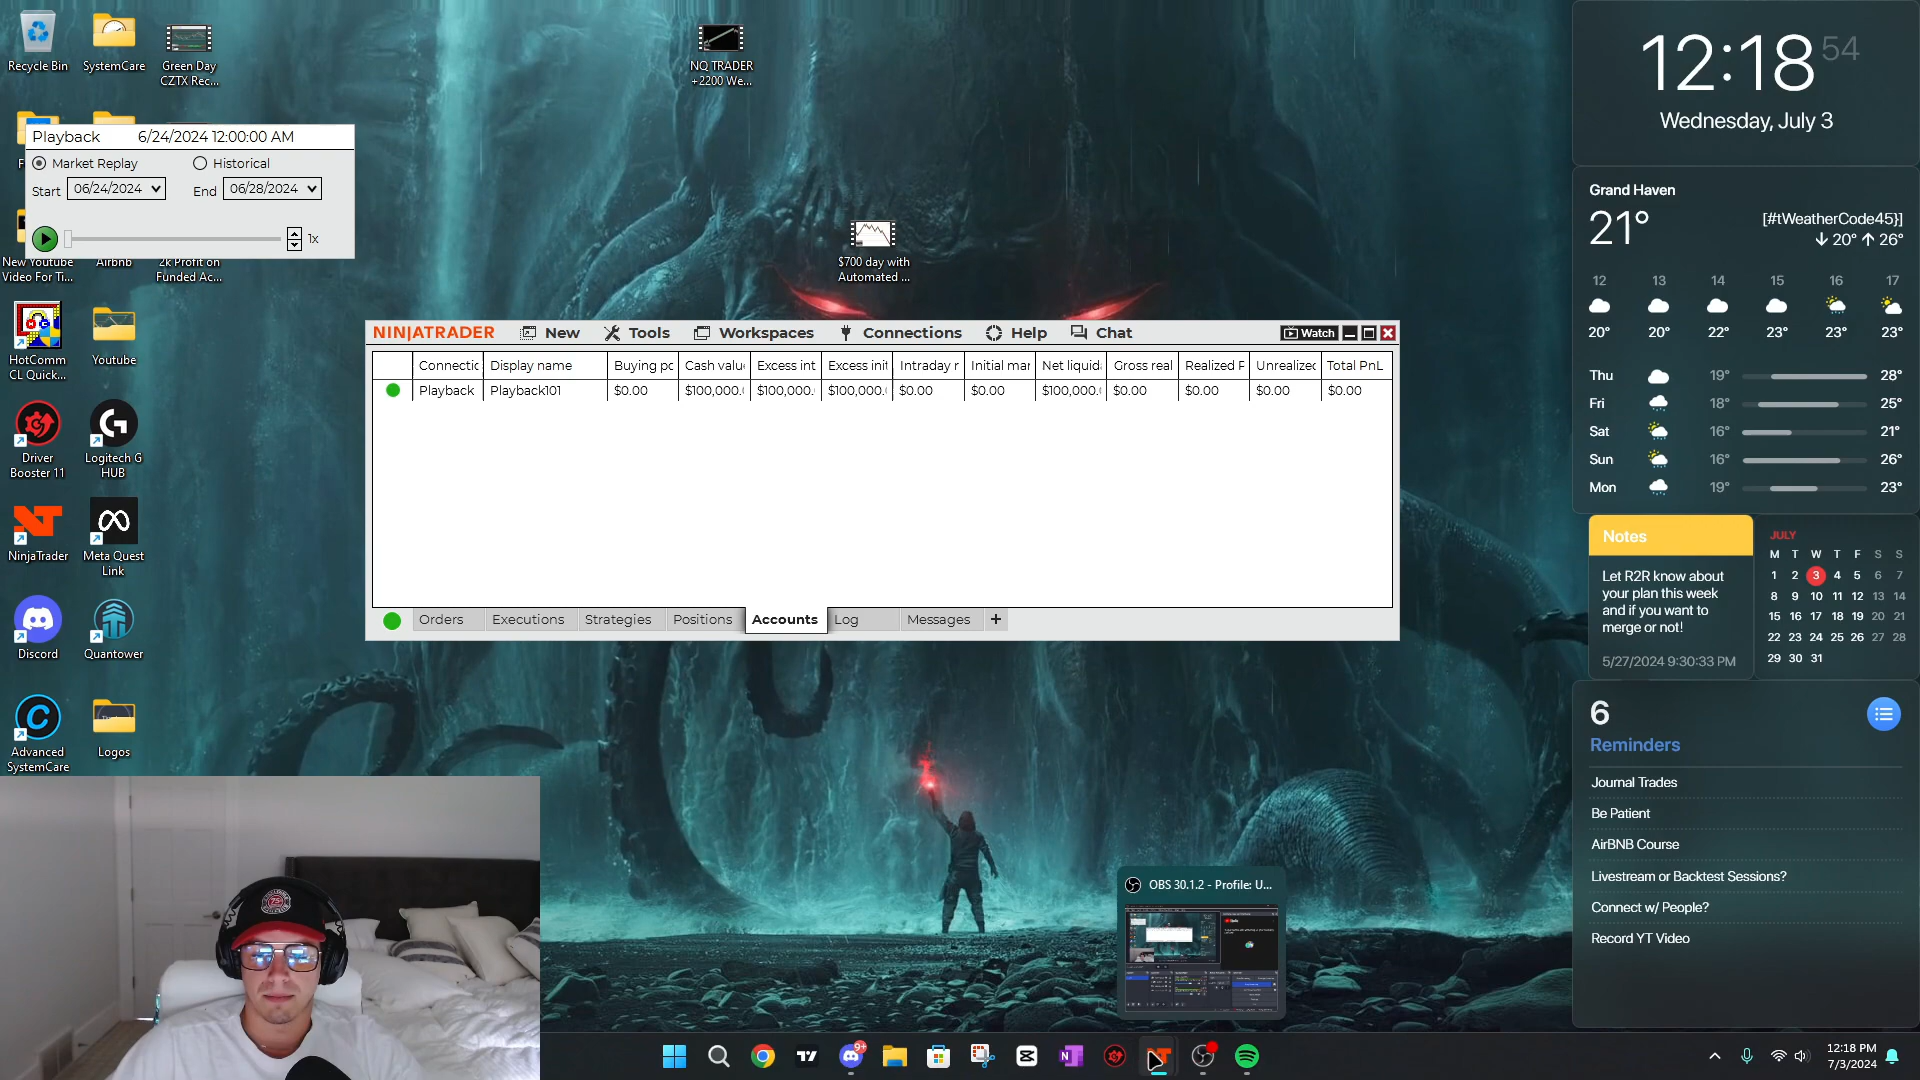 Recycle Bin
SystemCare
Green Day
CZTX Rec...
NQ TRADER
+2200 We...
$700 day with
Automated ...
Playback 6/24/2024 12:00:00 AM
Market Replay Historical
Start 06/24/2024 End 06/28/2024
1x
New Youtube
Video For Ti...
Airbnb
2k Profit on
Funded Ac...
HotComm
CL Quick...
Youtube
Driver
Booster 11
Logitech G
HUB
NinjaTrader
Meta Quest
Link
Discord
Quantower
Advanced
SystemCare
Logos
NINJATRADER New Tools Workspaces Connections Help Chat Watch
Connectic Display name Buying po Cash valu Excess int Excess init Intraday r Initial mar Net liquid Gross real Realized P Unrealized Total PnL
Playback Playback101 $0.00 $100,000.( $100,000. $100,000.( $0.00 $0.00 $100,000.( $0.00 $0.00 $0.00 $0.00
Orders Executions Strategies Positions Accounts Log Messages +
12:18 54
Wednesday, July 3
Grand Haven
21°
[#tWeatherCode45}]
20° 26°
12 13 14 15 16 17
20° 20° 22° 23° 23° 23°
Thu 19° 28°
Fri 18° 25°
Sat 16° 21°
Sun 16° 26°
Mon 19° 23°
Notes
Let R2R know about
your plan this week
and if you want to
merge or not!
5/27/2024 9:30:33 PM
JULY
M T W T F S S
1 2 3 4 5 6 7
8 9 10 11 12 13 14
15 16 17 18 19 20 21
22 23 24 25 26 27 28
29 30 31
6
Reminders
Journal Trades
Be Patient
AirBNB Course
Livestream or Backtest Sessions?
Connect w/ People?
Record YT Video
OBS 30.1.2 - Profile: U...
9+
12:18 PM
7/3/2024